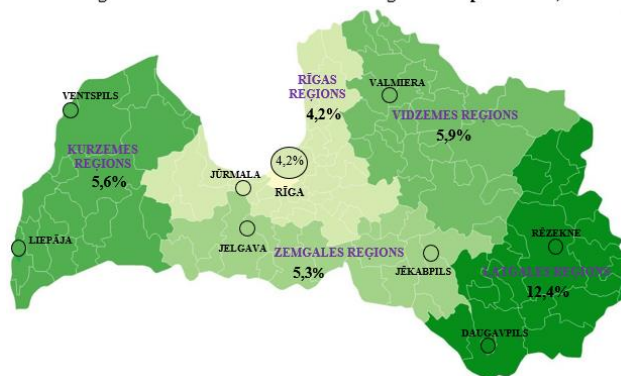 VENTSPILS
RĪGAS
REĢIONS
4,2%
VALMIERA
VIDZEMES REĢIONS
5,9%
KURZEMES
REĢIONS
5,6%
4,2%
JŪRMALA
RĪGA
LIEPĀJA
JELGAVA
ZEMGALES REĢIONS
5,3%
JĒKABPILS
RĒZEKNE
LATGALES REĢIONS
12,4%
DAUGAVPILS